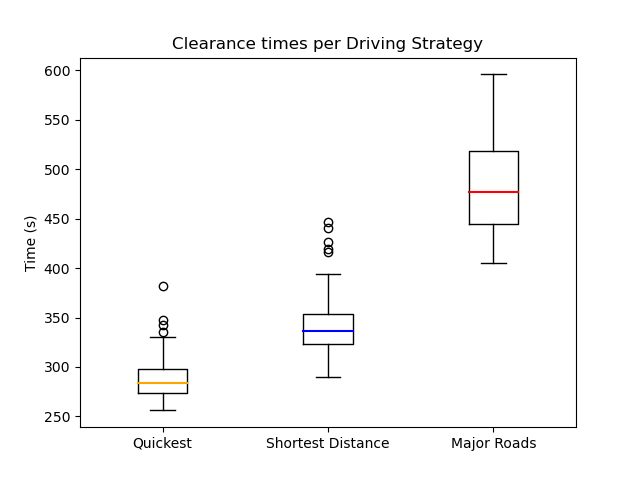 Clearance times per Driving Strategy
600
550
500
450
400
350
300
250
Time (s)
Quickest
Shortest Distance
Major Roads